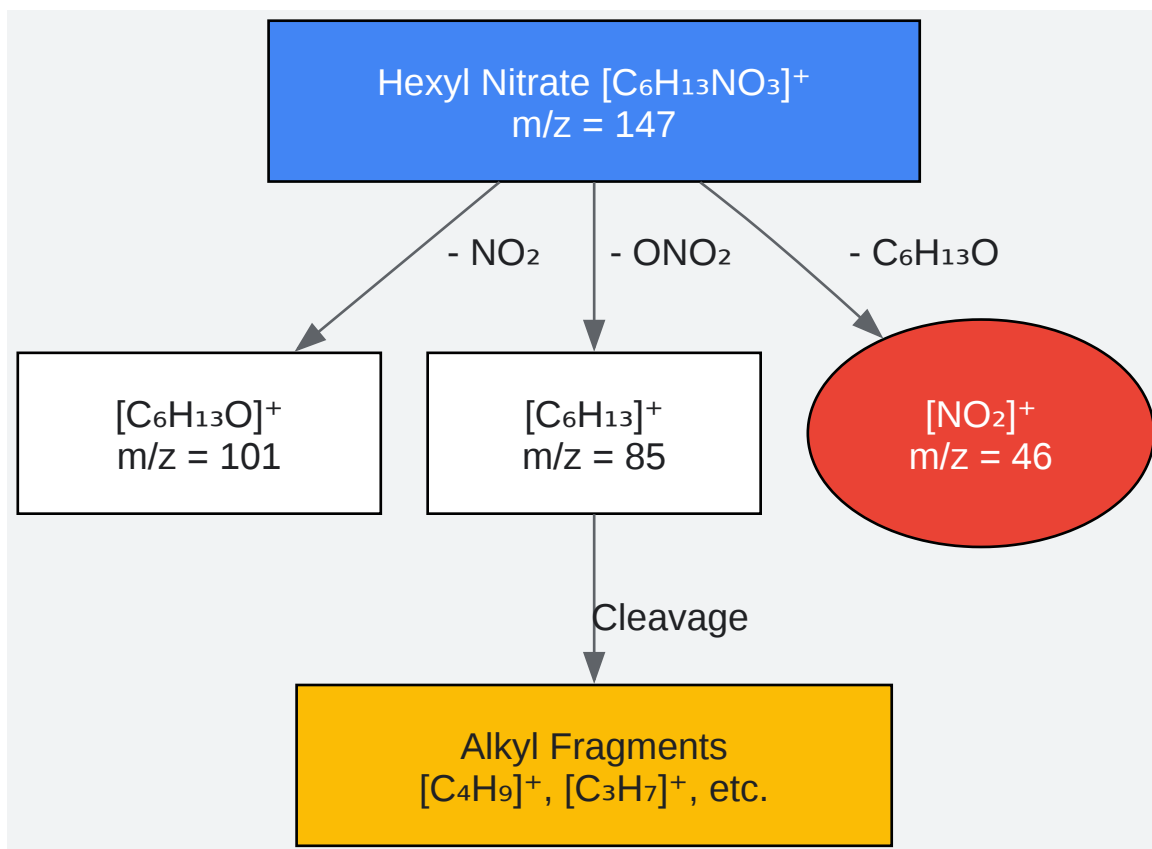 Hexyl Nitrate [C₆H₁₃NO₃]⁺
m/z = 147
- NO₂
- ONO₂
- C₆H₁₃O
[C₆H₁₃O]⁺
m/z = 101
[C₆H₁₃]⁺
m/z = 85
[NO₂]⁺
m/z = 46
Cleavage
Alkyl Fragments
[C₄H₉]⁺, [C₃H₇]⁺, etc.